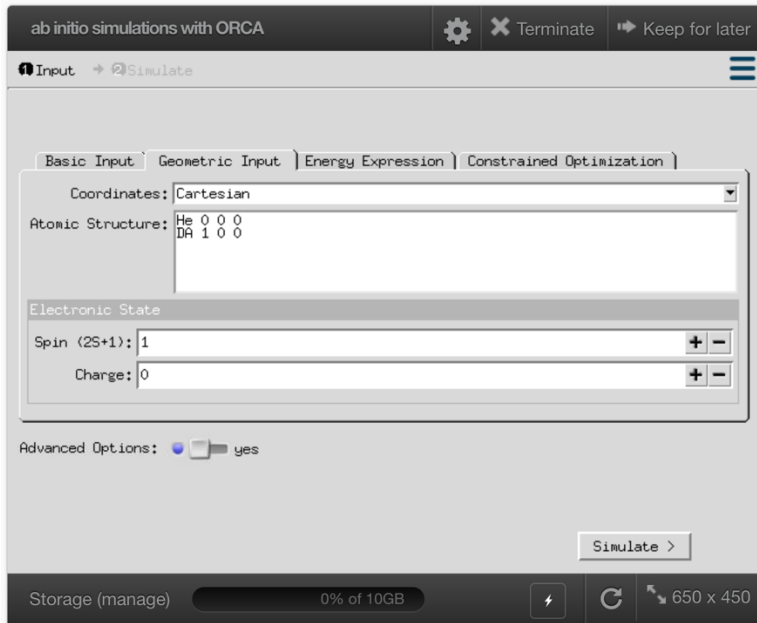 ab initio simulations with ORCA
Terminate
Keep for later
1 Input ➔ 2 Simulate
Basic Input Geometric Input Energy Expression Constrained Optimization
Coordinates: Cartesian
Atomic Structure: He 0 0 0
DA 1 0 0
Electronic State
Spin (2S+1): 1
Charge: 0
Advanced Options: yes
Simulate >
Storage (manage) 0% of 10GB 650 x 450